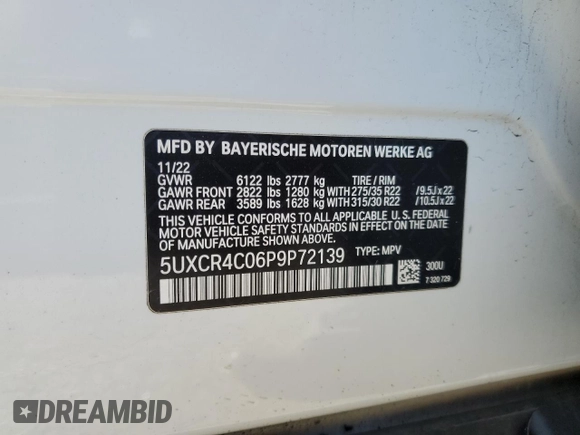 MFD BY BAYERISCHE MOTOREN WERKE AG
11/22
GVWR 6122 lbs 2777 kg TIRE / RIM
GAWR FRONT 2822 lbs 1280 kg WITH 275/35 R22 / 9.5J x 22
GAWR REAR 3589 lbs 1628 kg WITH 315/30 R22 / 10.5J x 22
THIS VEHICLE CONFORMS TO ALL APPLICABLE U. S. FEDERAL
MOTOR VEHICLE SAFETY STANDARDS IN EFFECT ON THE DATE
OF MANUFACTURE SHOWN ABOVE.
5UXCR4C06P9P72139 TYPE: MPV
300U
7 320 729
DREAMBID